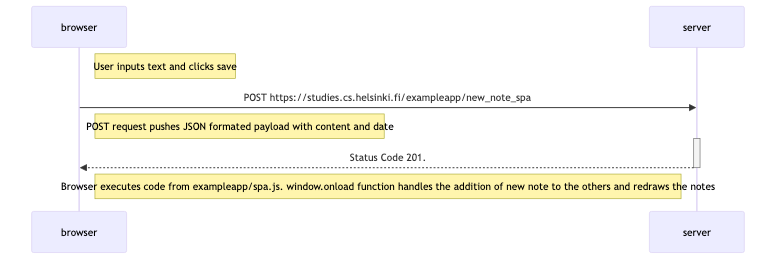 browser server
User inputs text and clicks save
POST https://studies.cs.helsinki.fi/exampleapp/new_note_spa
POST request pushes JSON formated payload with content and date
Status Code 201.
Browser executes code from exampleapp/spa.js. window.onload function handles the addition of new note to the others and redraws the notes
browser server